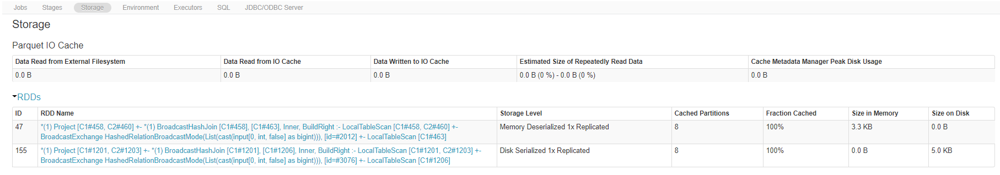 Jobs Stages Storage Environment Executors SQL JDBC/ODBC Server
Storage
Parquet IO Cache
Data Read from External Filesystem Data Read from IO Cache Data Written to IO Cache Estimated Size of Repeatedly Read Data Cache Metadata Manager Peak Disk Usage
0.0 B 0.0 B 0.0 B 0.0 B (0 %) - 0.0 B (0 %) 0.0 B
RDDs
ID RDD Name Storage Level Cached Partitions Fraction Cached Size in Memory Size on Disk
47 *(1) Project [C1#458, C2#460] +- *(1) BroadcastHashJoin [C1#458], [C1#463], Inner, BuildRight :- LocalTableScan [C1#458, C2#460] +- Memory Deserialized 1x Replicated 8 100% 3.3 KB 0.0 B
BroadcastExchange HashedRelationBroadcastMode(List(cast(input[0, int, false] as bigint))), [id=#2012] +- LocalTableScan [C1#463]
155 *(1) Project [C1#1201, C2#1203] +- *(1) BroadcastHashJoin [C1#1201], [C1#1206], Inner, BuildRight :- LocalTableScan [C1#1201, C2#1203] +- Disk Serialized 1x Replicated 8 100% 0.0 B 5.0 KB
BroadcastExchange HashedRelationBroadcastMode(List(cast(input[0, int, false] as bigint))), [id=#3076] +- LocalTableScan [C1#1206]